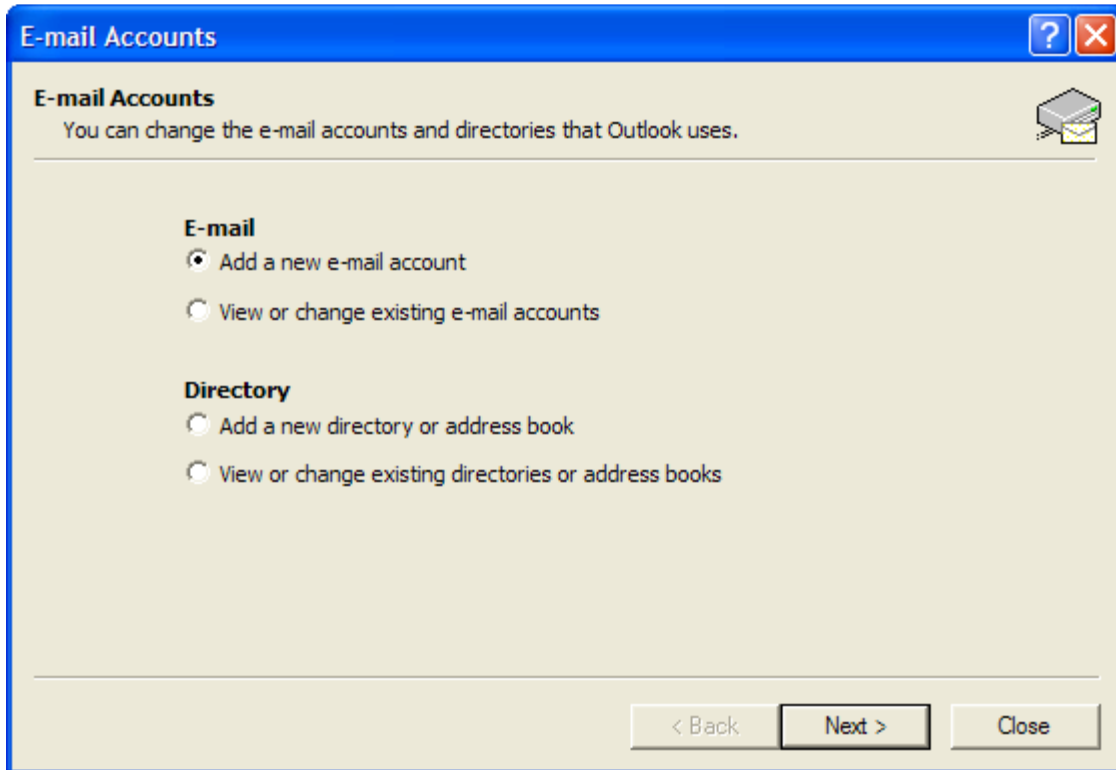 E-mail Accounts
E-mail Accounts
You can change the e-mail accounts and directories that Outlook uses.
E-mail
Add a new e-mail account
View or change existing e-mail accounts
Directory
Add a new directory or address book
View or change existing directories or address books
< Back Next > Close